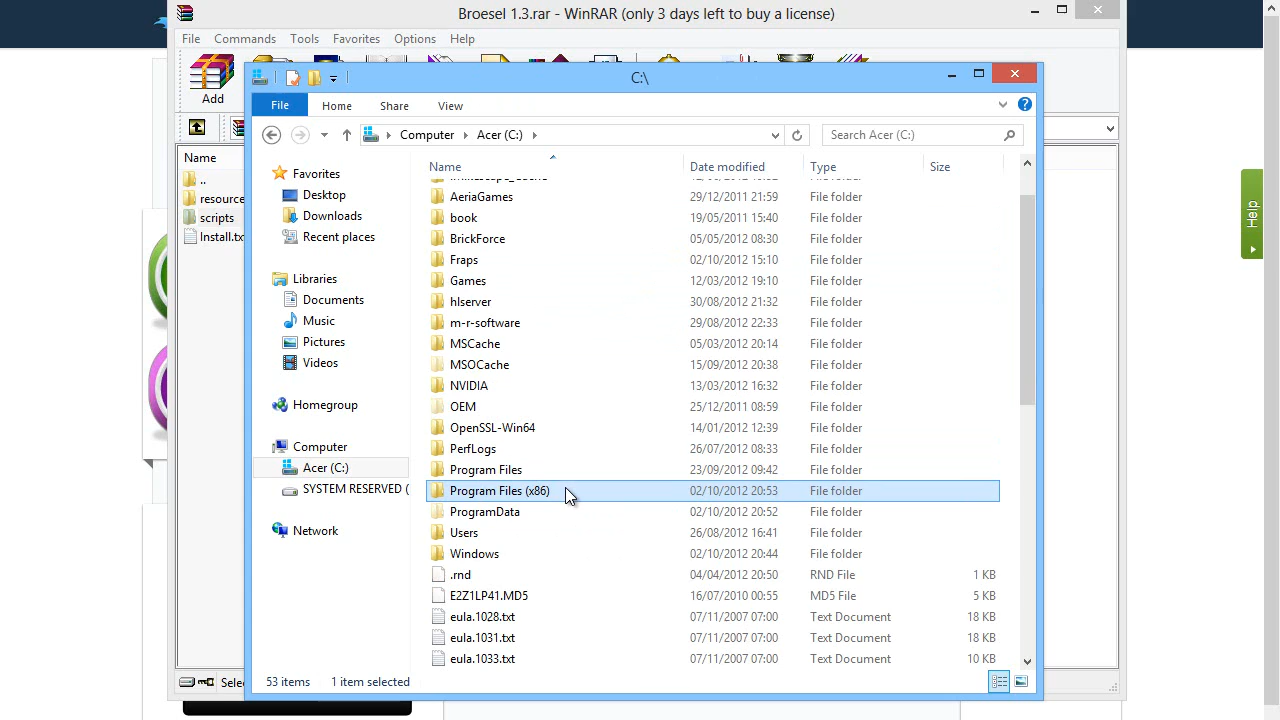 Broesel 1.3.rar - WinRAR (only 3 days left to buy a license)
File Commands Tools Favorites Options Help
Add
Name
..
resource
scripts
Install.tx
Sele
C:\
File Home Share View
Computer Acer (C:)
Search Acer (C:)
Favorites
Desktop
Downloads
Recent places
Libraries
Documents
Music
Pictures
Videos
Homegroup
Computer
Acer (C:)
SYSTEM RESERVED (
Network
Name Date modified Type Size
AeriaGames 29/12/2011 21:59 File folder
book 19/05/2011 15:40 File folder
BrickForce 05/05/2012 08:30 File folder
Fraps 02/10/2012 15:10 File folder
Games 12/03/2012 19:10 File folder
hlserver 30/08/2012 21:32 File folder
m-r-software 29/08/2012 22:33 File folder
MSCache 05/03/2012 20:14 File folder
MSOCache 15/09/2012 20:38 File folder
NVIDIA 13/03/2012 16:32 File folder
OEM 25/12/2011 08:59 File folder
OpenSSL-Win64 14/01/2012 12:39 File folder
PerfLogs 26/07/2012 08:33 File folder
Program Files 23/09/2012 09:42 File folder
Program Files (x86) 02/10/2012 20:53 File folder
ProgramData 02/10/2012 20:52 File folder
Users 26/08/2012 16:41 File folder
Windows 02/10/2012 20:44 File folder
.rnd 04/04/2012 20:50 RND File 1 KB
E2Z1LP41.MD5 16/07/2010 00:55 MD5 File 5 KB
eula.1028.txt 07/11/2007 07:00 Text Document 18 KB
eula.1031.txt 07/11/2007 07:00 Text Document 18 KB
eula.1033.txt 07/11/2007 07:00 Text Document 10 KB
53 items 1 item selected
Help